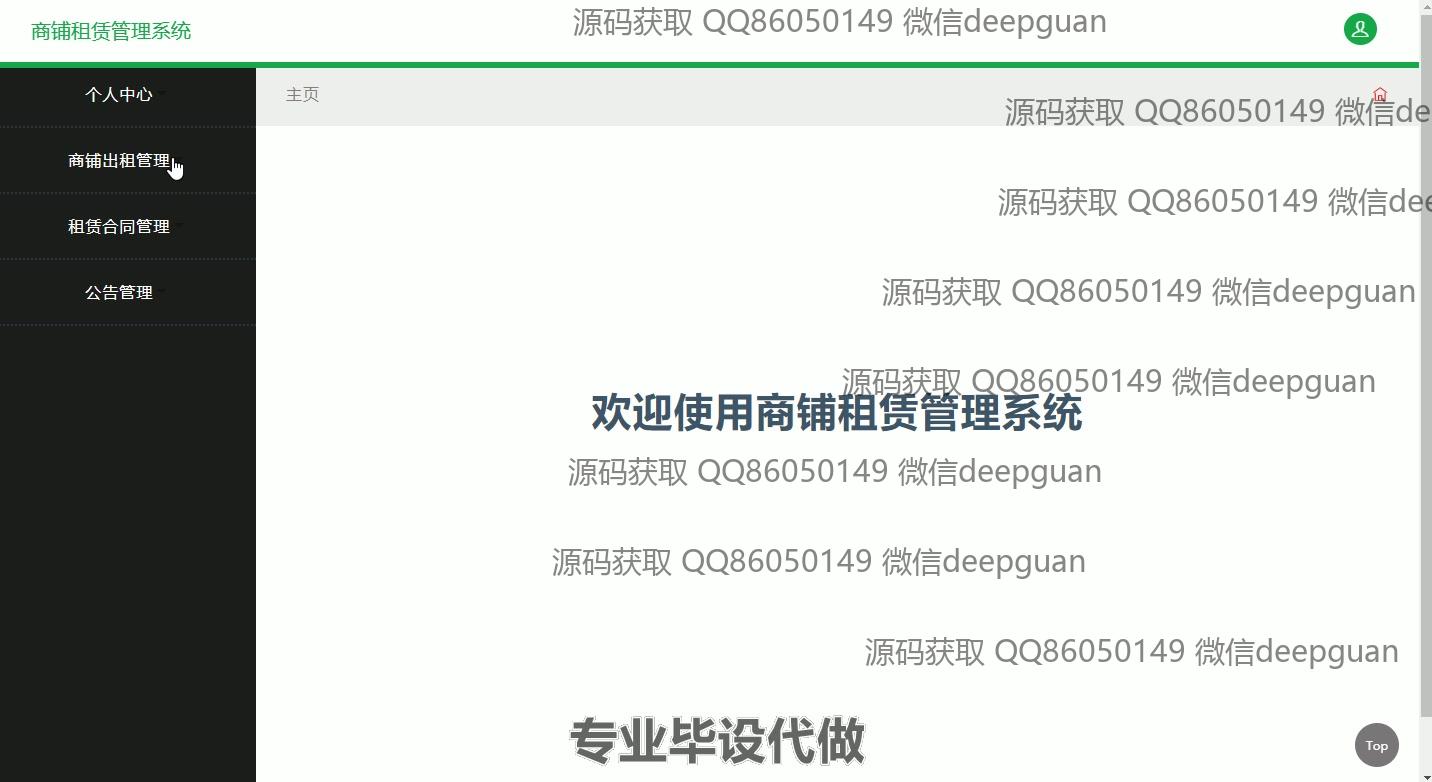 商铺租赁管理系统
源码获取 QQ86050149 微信deepguan
个人中心
主页
源码获取 QQ86050149 微信de
商铺出租管理
源码获取 QQ86050149 微信dee
租赁合同管理
公告管理
源码获取 QQ86050149 微信deepguan
源码获取 QQ86050149 微信deepguan
欢迎使用商铺租赁管理系统
源码获取 QQ86050149 微信deepguan
源码获取 QQ86050149 微信deepguan
源码获取 QQ86050149 微信deepguan
专业毕设代做
Top